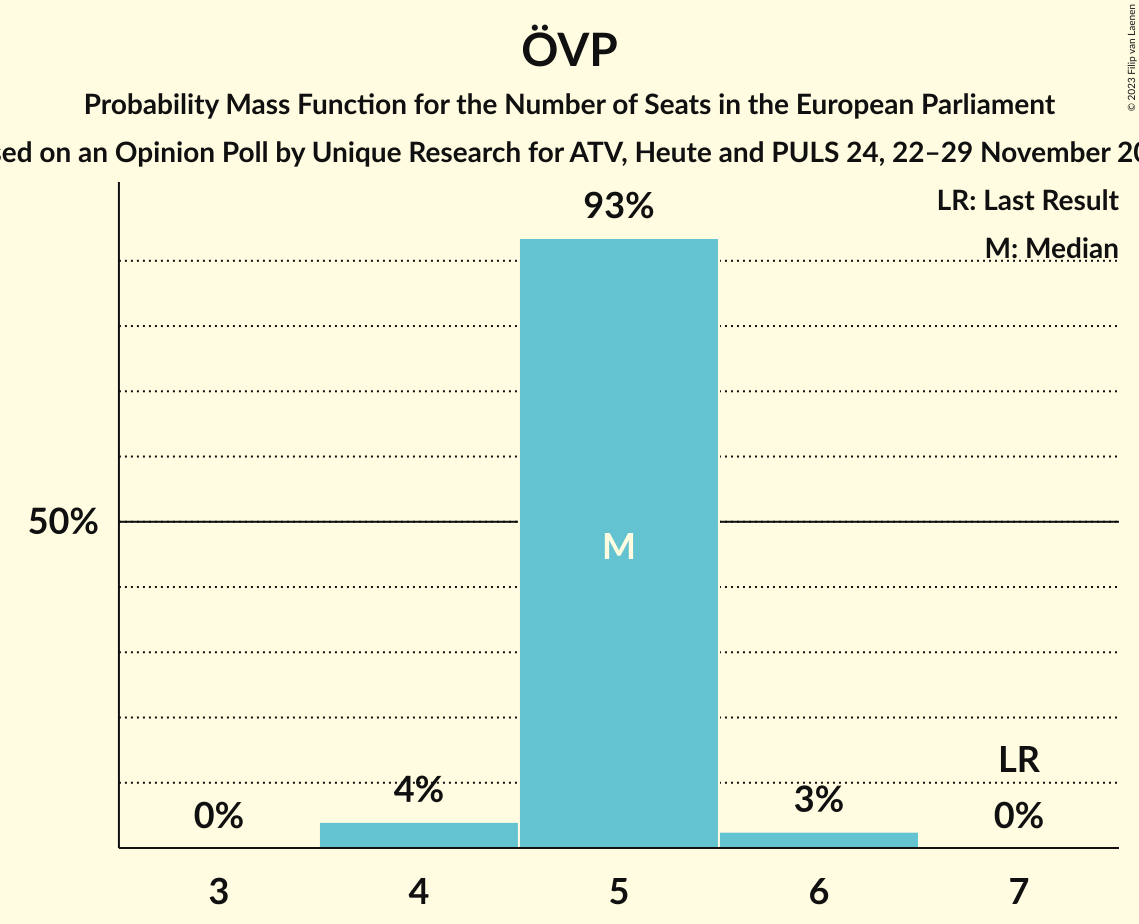 ÖVP
Probability Mass Function for the Number of Seats in the European Parliament
on an Opinion Poll by Unique Research for ATV, Heute and PULS 24, 22–29 November
© 2023 Filip van Laenen
LR: Last Result
M: Median
93%
50%
M
LR
0%
4%
3%
0%
3
4
5
6
7